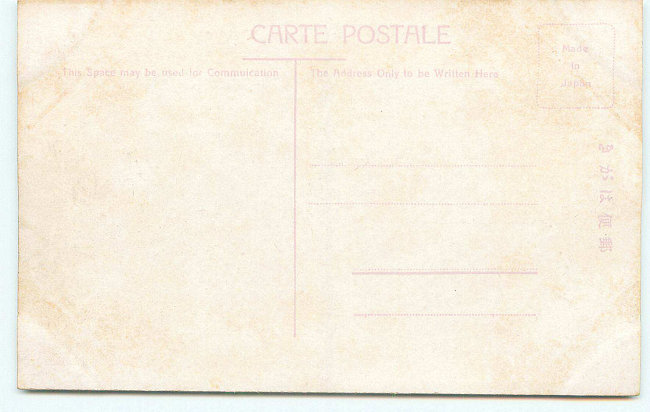 CARTE POSTALE
This Space may be used for Communication
The Address Only to be Written Here
Made
in
Japan
きがは便郵